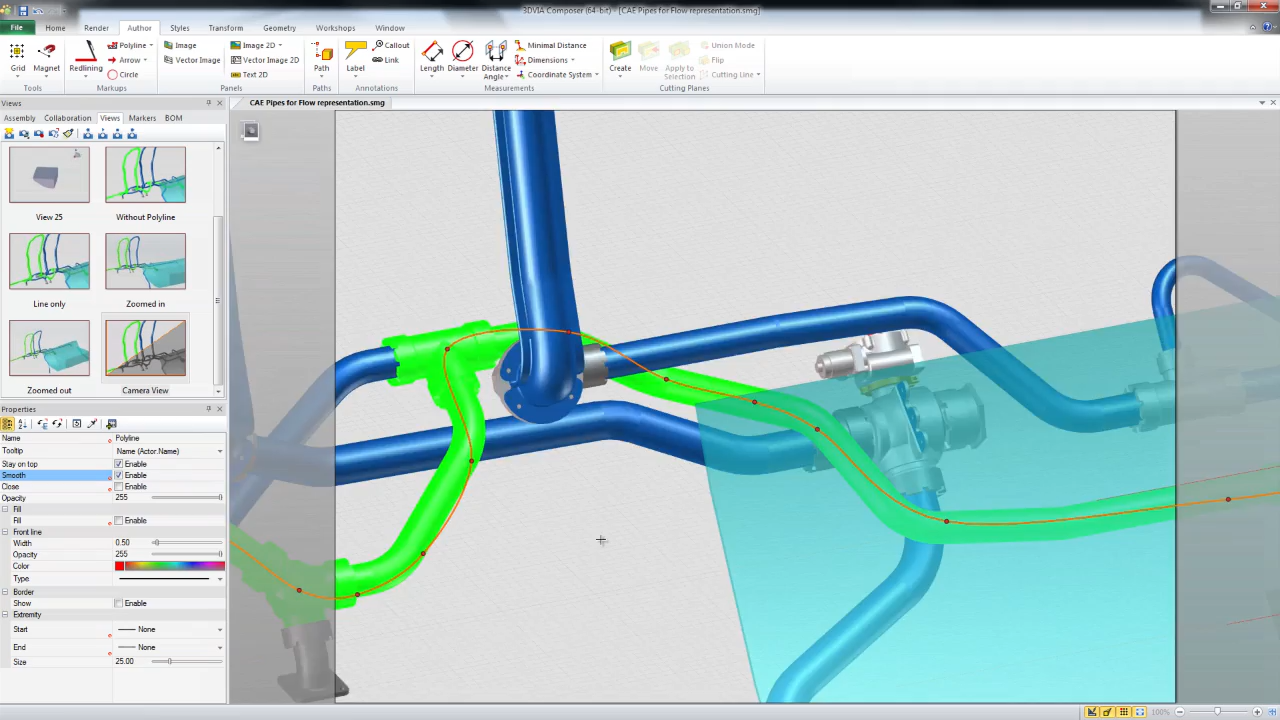 3DVIA Composer (64-bit) - [CAE Pipes for Flow representation.smg]
File Home Render Author Styles Transform Geometry Workshops Window
Grid Magnet Redlining Polyline Arrow Circle Image Vector Image Image 2D Vector Image 2D Text 2D Path Label Callout Link Length Diameter Distance Angle Minimal Distance Dimensions Coordinate System Create Move Apply to Selection Union Mode Flip Cutting Line
Tools Markups Panels Paths Annotations Measurements Cutting Planes
Views CAE Pipes for Flow representation.smg
Assembly Collaboration Views Markers BOM
View 25 Without Polyline
Line only Zoomed in
Zoomed out Camera View
Properties
Name Polyline
Tooltip Name (Actor.Name)
Stay on top Enable
Smooth Enable
Close Enable
Opacity 255
Fill
Fill Enable
Front line
Width 0.50
Opacity 255
Color
Type
Border
Show Enable
Extremity
Start None
End None
Size 25.00
100%